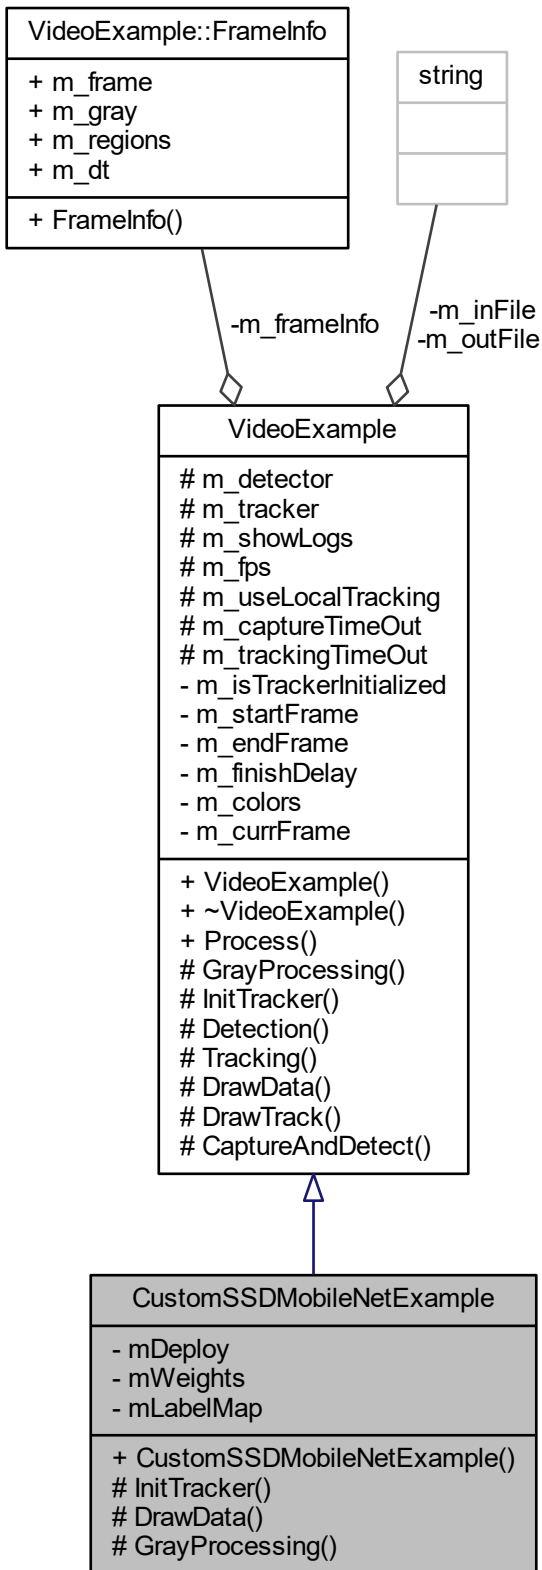 VideoExample::FrameInfo
+ m_frame
+ m_gray
+ m_regions
+ m_dt
+ FrameInfo()
string
-m_frameInfo
-m_inFile
-m_outFile
VideoExample
# m_detector
# m_tracker
# m_showLogs
# m_fps
# m_useLocalTracking
# m_captureTimeOut
# m_trackingTimeOut
- m_isTrackerInitialized
- m_startFrame
- m_endFrame
- m_finishDelay
- m_colors
- m_currFrame
+ VideoExample()
+ ~VideoExample()
+ Process()
# GrayProcessing()
# InitTracker()
# Detection()
# Tracking()
# DrawData()
# DrawTrack()
# CaptureAndDetect()
CustomSSDMobileNetExample
- mDeploy
- mWeights
- mLabelMap
+ CustomSSDMobileNetExample()
# InitTracker()
# DrawData()
# GrayProcessing()